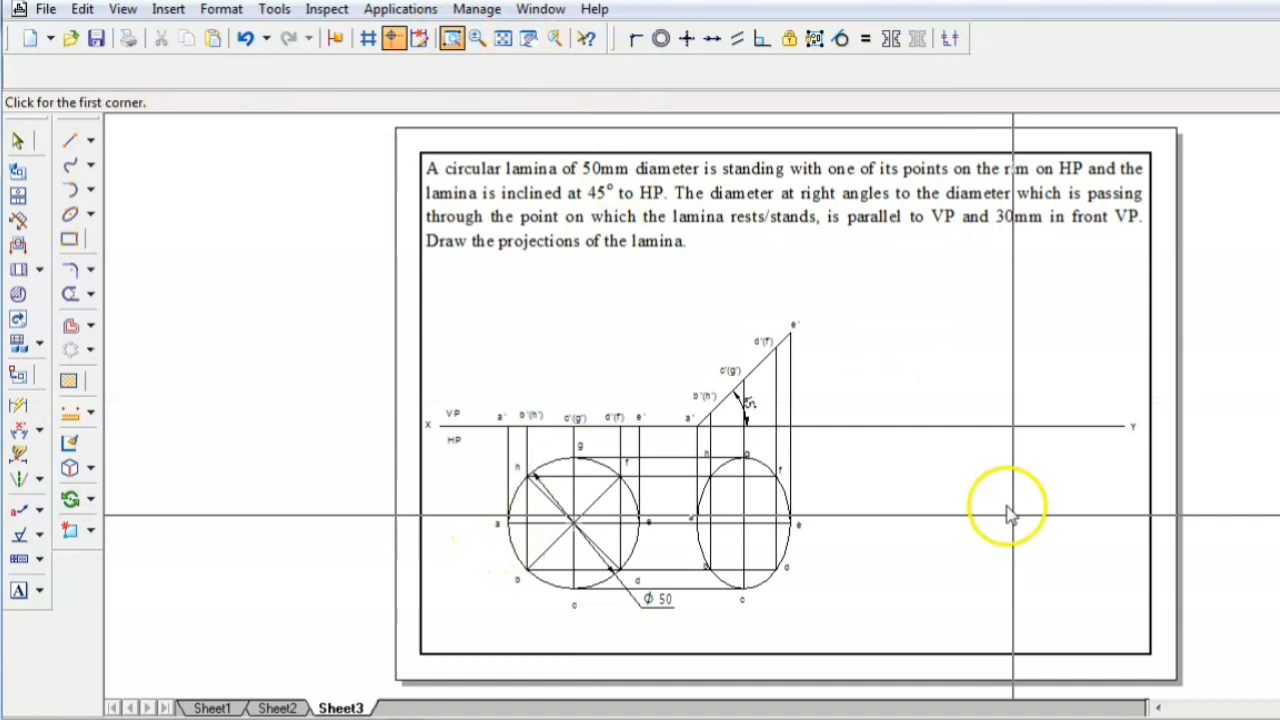 File Edit View Insert Format Tools Inspect Applications Manage Window Help
Click for the first corner.
A circular lamina of 50mm diameter is standing with one of its points on the rim on HP and the
lamina is inclined at 45° to HP. The diameter at right angles to the diameter which is passing
through the point on which the lamina rests/stands, is parallel to VP and 30mm in front VP.
Draw the projections of the lamina.
e'
d'(f')
c'(g')
b'(h')
45°
X VP a' b'(h') c'(g') d'(f') e' a' Y
HP
g h g
h f f
a e a e
b d b d
c Φ 50 c
A
Sheet1 Sheet2 Sheet3